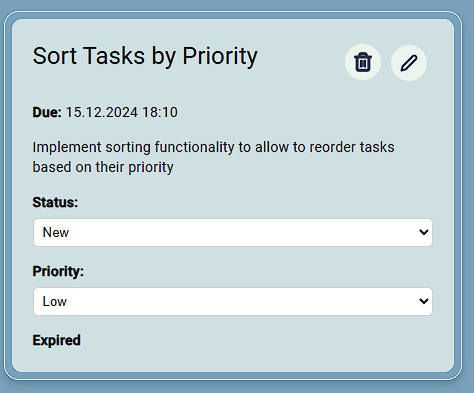 Sort Tasks by Priority
Due: 15.12.2024 18:10
Implement sorting functionality to allow to reorder tasks
based on their priority
Status:
New
Priority:
Low
Expired